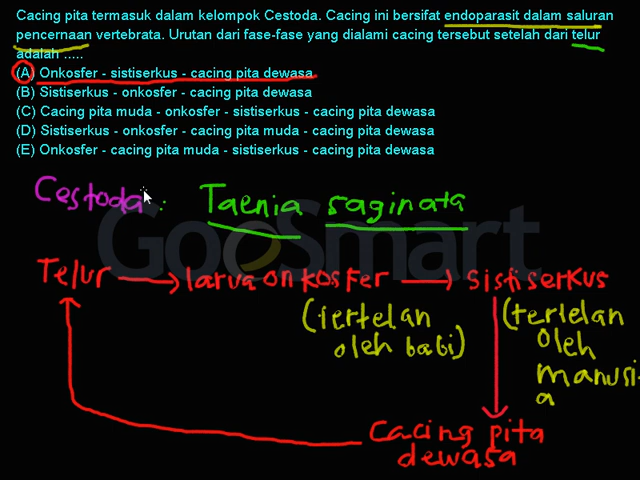 Cacing pita termasuk dalam kelompok Cestoda. Cacing ini bersifat endoparasit dalam saluran
pencernaan vertebrata. Urutan dari fase-fase yang dialami cacing tersebut setelah dari telur
adalah .....
(A) Onkosfer - sistiserkus - cacing pita dewasa
(B) Sistiserkus - onkosfer - cacing pita dewasa
(C) Cacing pita muda - onkosfer - sistiserkus - cacing pita dewasa
(D) Sistiserkus - onkosfer - cacing pita muda - cacing pita dewasa
(E) Onkosfer - cacing pita muda - sistiserkus - cacing pita dewasa
Cestoda : Taenia saginata
GooSmart
Telur → larva onkosfer → sistiserkus
(Tertelan
oleh babi)
(tertelan
oleh
manusi-
a
Cacing pita
dewasa